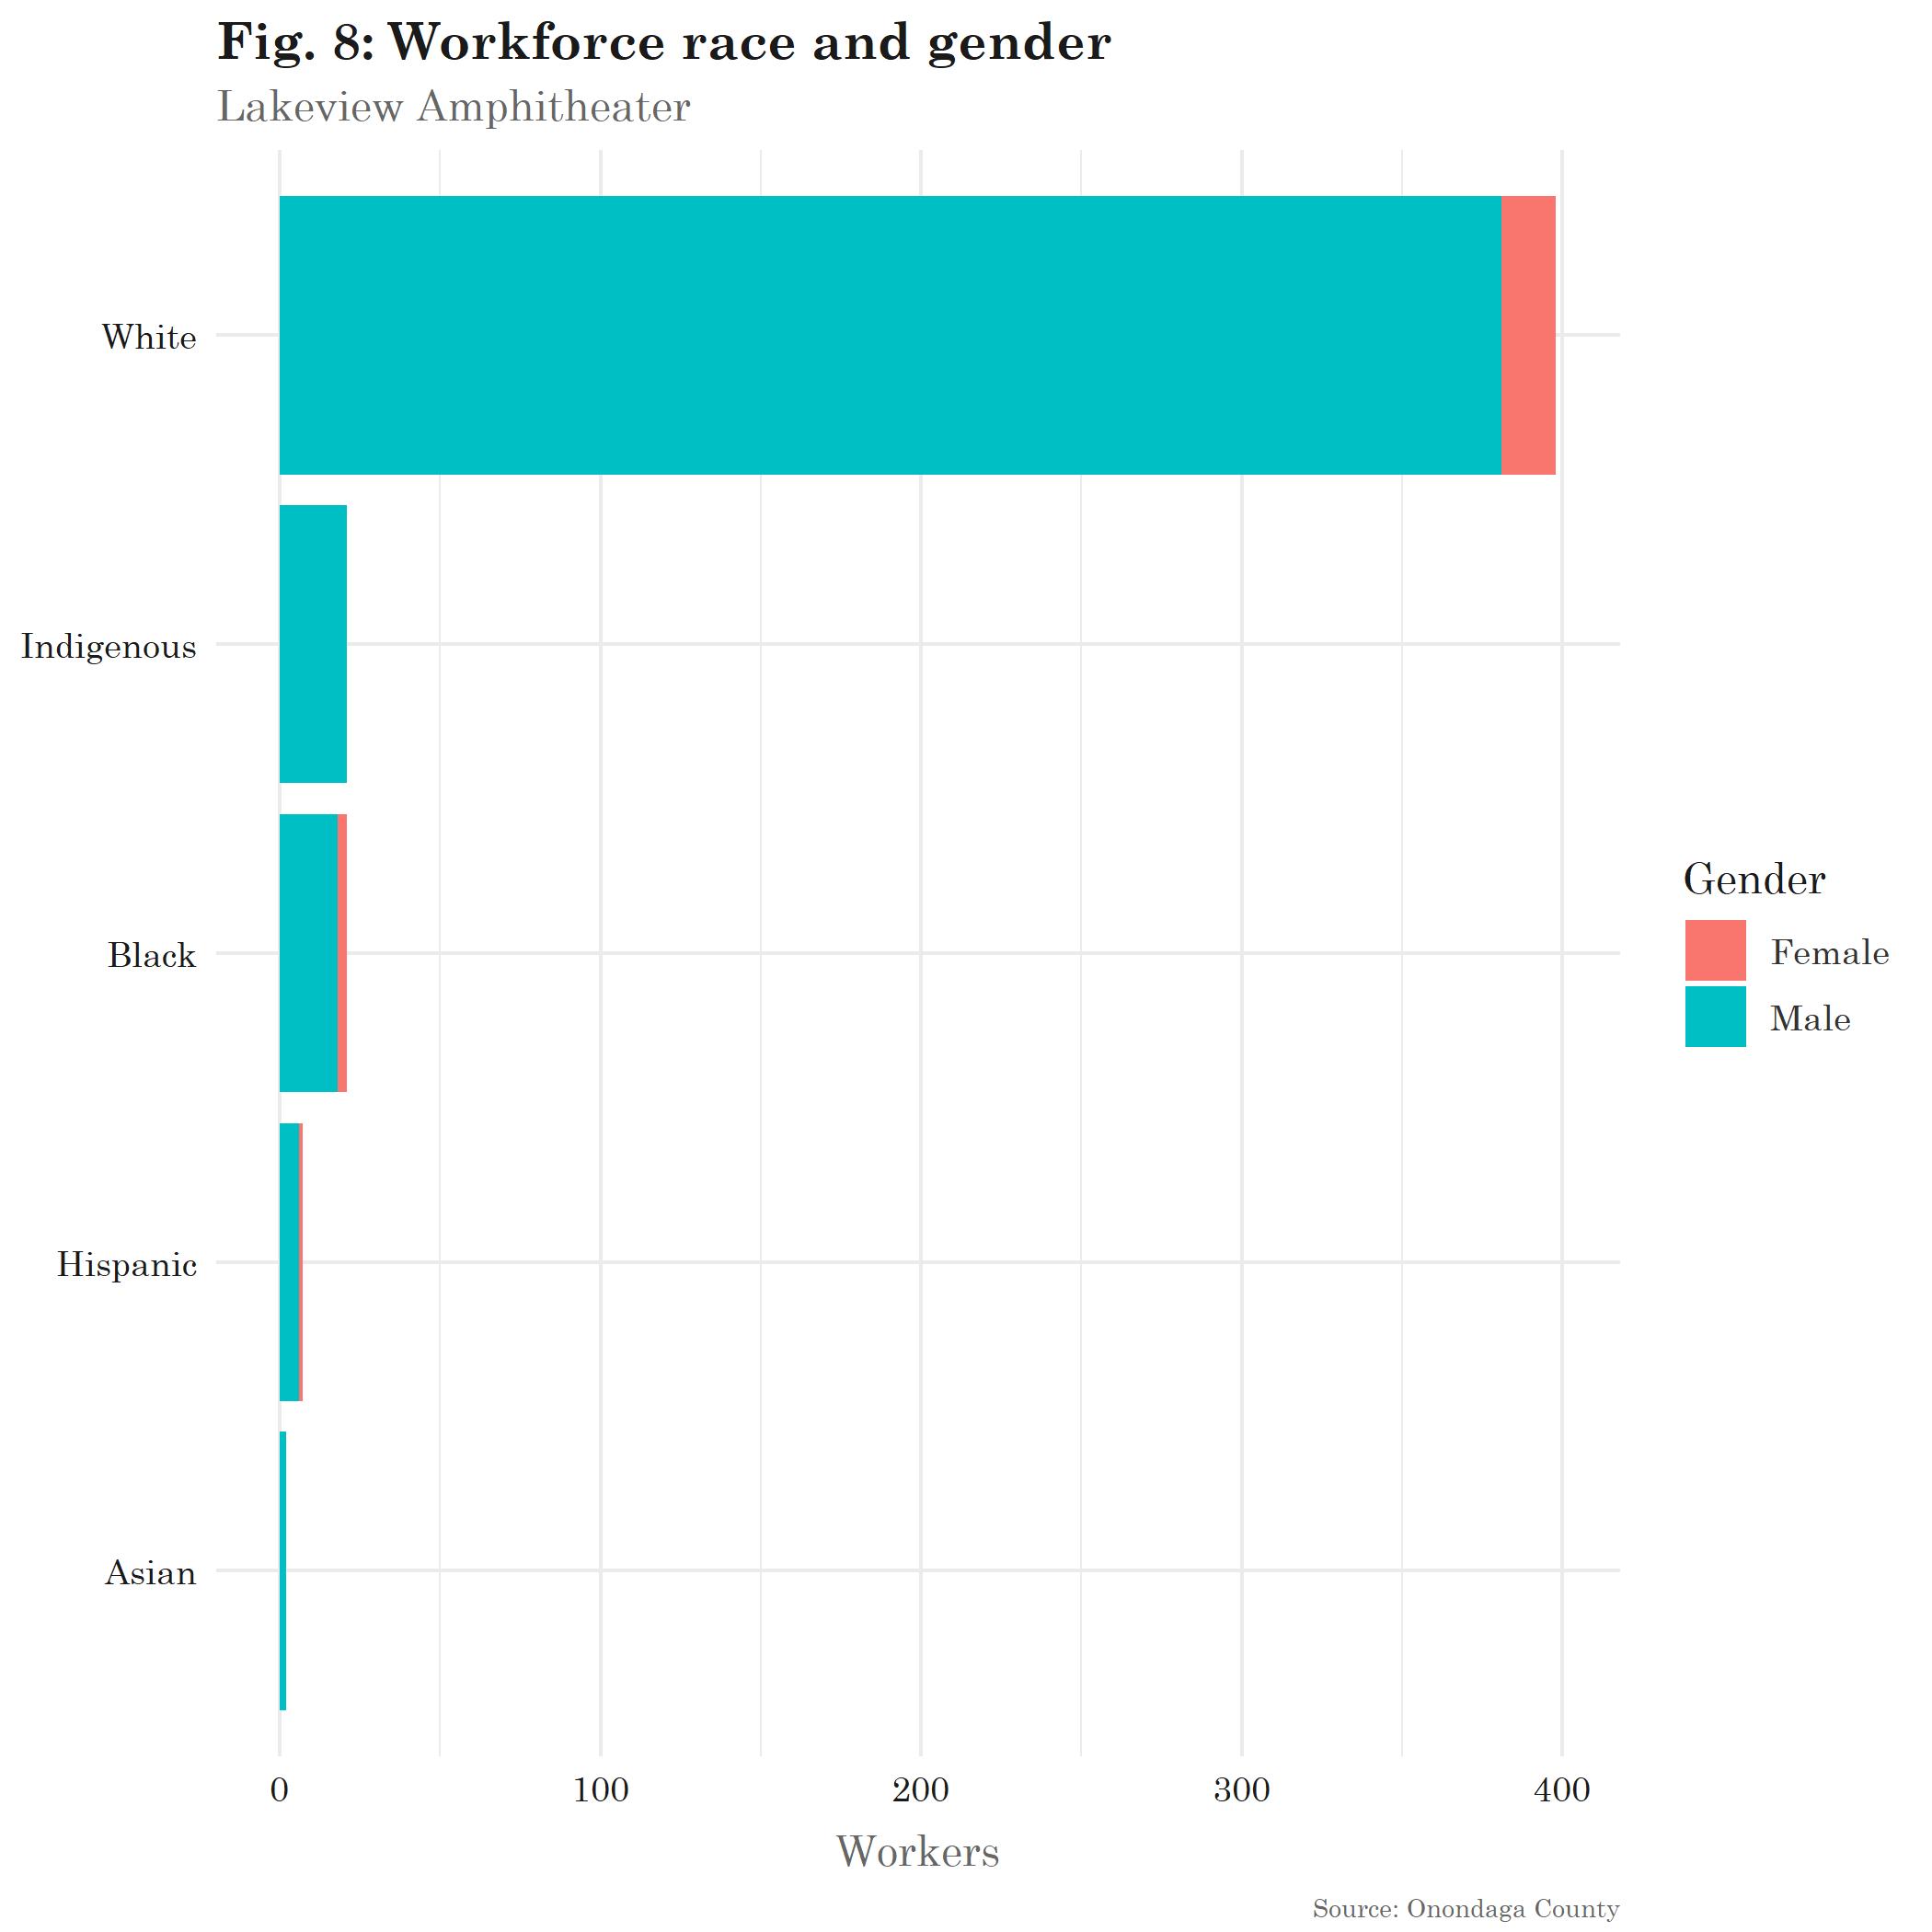 Fig. 8: Workforce race and gender
Lakeview Amphitheater
White
Indigenous
Black
Hispanic
Asian
0 100 200 300 400
Workers
Gender
Female
Male
Source: Onondaga County